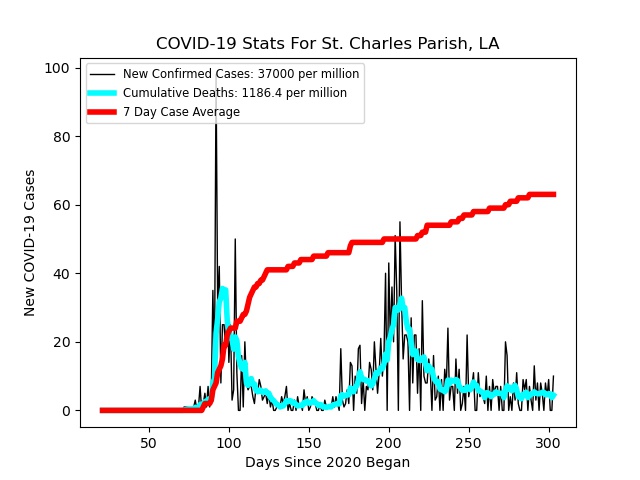 COVID-19 Stats For St. Charles Parish, LA
New Confirmed Cases: 37000 per million
Cumulative Deaths: 1186.4 per million
7 Day Case Average
100
80
60
40
20
0
New COVID-19 Cases
50 100 150 200 250 300
Days Since 2020 Began